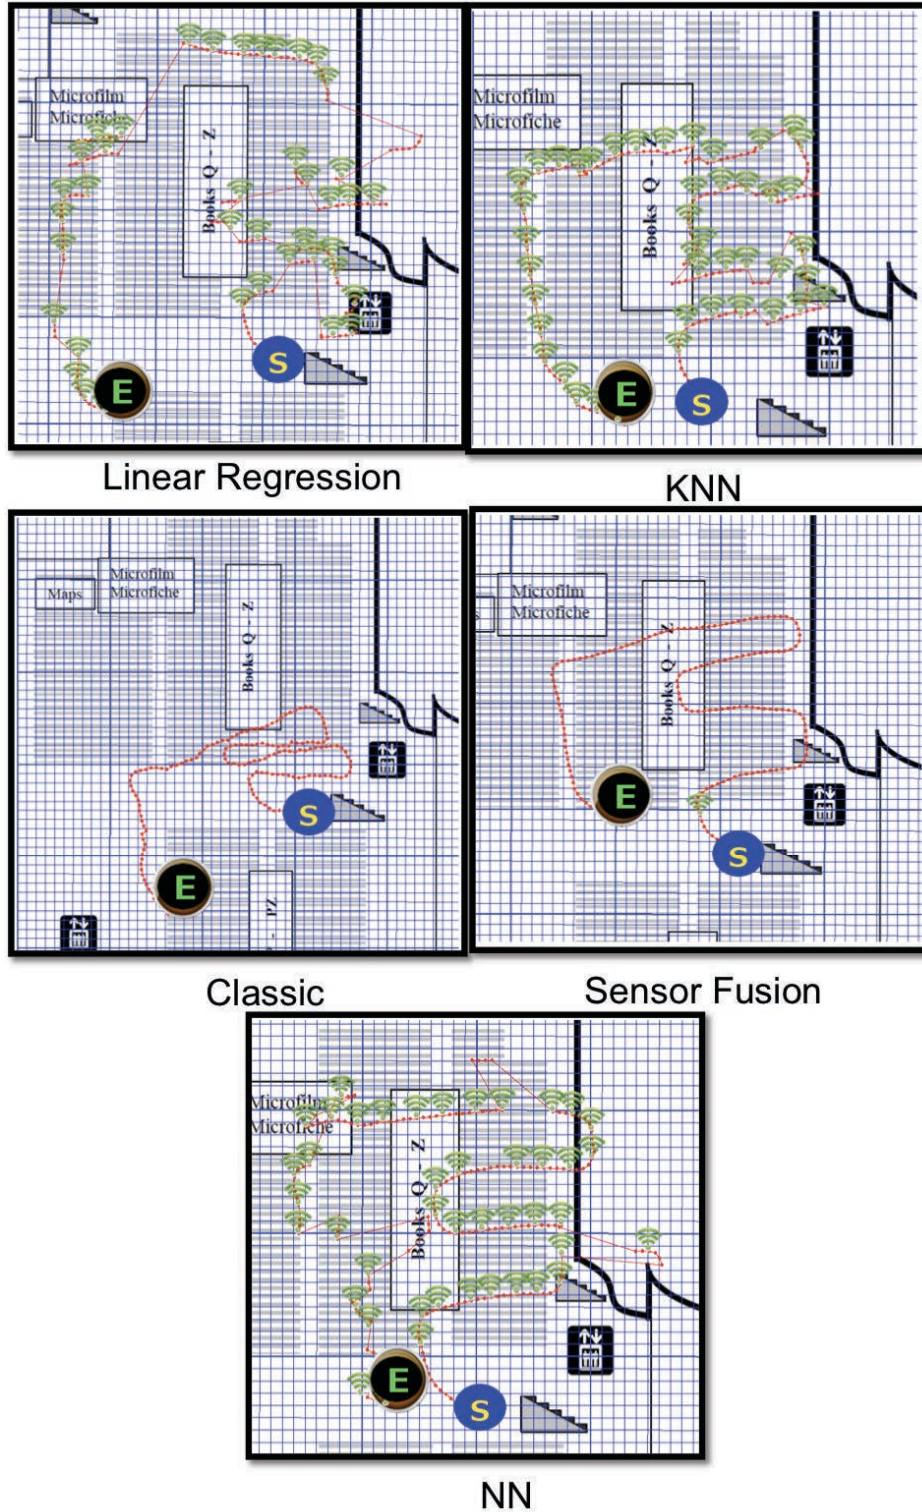 Microfilm
Microfiche
Books Q - Z
E
S
Linear Regression
Microfilm
Microfiche
Books Q - Z
E
S
KNN
Maps
Microfilm
Microfiche
Books Q - Z
S
E
- PZ
Classic
s
Microfilm
Microfiche
Books Q - Z
E
S
Sensor Fusion
Microfilm
Microfiche
Books Q - Z
E
S
NN